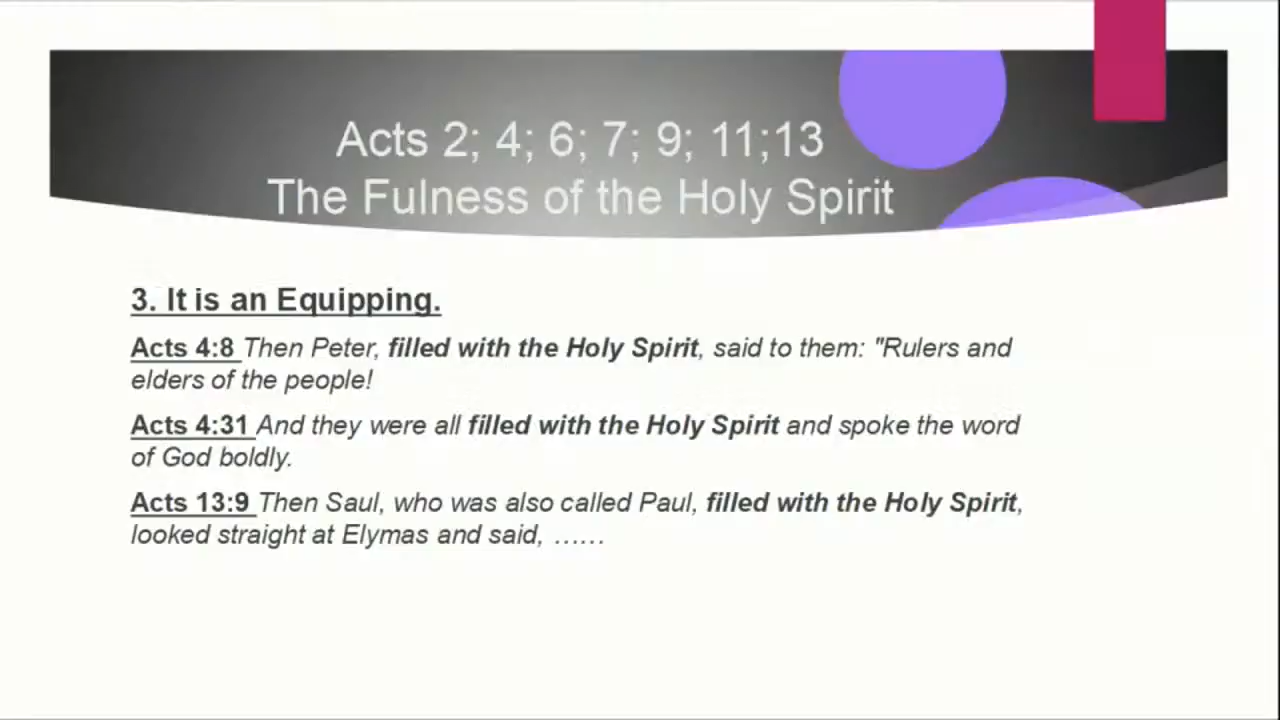 Acts 2; 4; 6; 7; 9; 11;13
The Fulness of the Holy Spirit
3. It is an Equipping.
Acts 4:8 Then Peter, filled with the Holy Spirit, said to them: "Rulers and
elders of the people!
Acts 4:31 And they were all filled with the Holy Spirit and spoke the word
of God boldly.
Acts 13:9 Then Saul, who was also called Paul, filled with the Holy Spirit,
looked straight at Elymas and said, ……